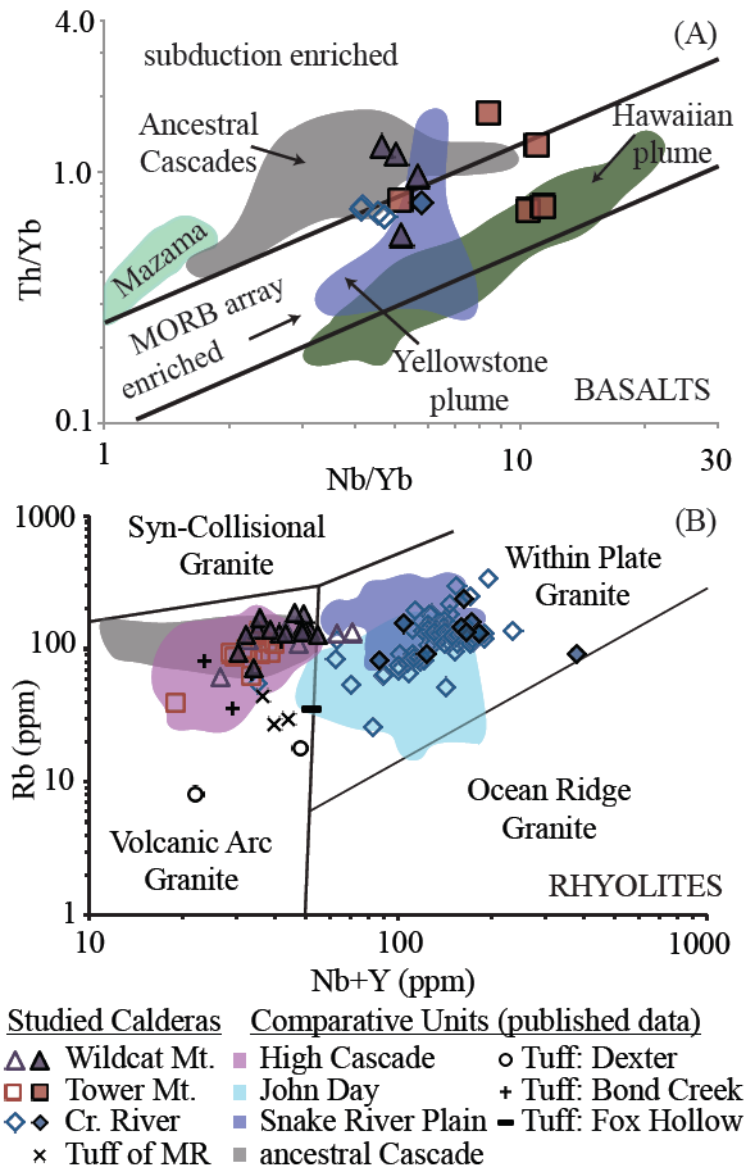 4.0
(A)
subduction enriched
Ancestral
Cascades
Hawaiian
plume
1.0
Th/Yb
Mazama
MORB array
enriched
Yellowstone
plume
BASALTS
0.1
1
10
30
Nb/Yb
1000
(B)
Syn-Collisional
Granite
Within Plate
Granite
100
Rb (ppm)
10
Ocean Ridge
Granite
Volcanic Arc
Granite
RHYOLITES
1
10
100
1000
Nb+Y (ppm)
Studied Calderas
Comparative Units (published data)
Wildcat Mt.
High Cascade
Tuff: Dexter
Tower Mt.
John Day
Tuff: Bond Creek
Cr. River
Snake River Plain
Tuff: Fox Hollow
Tuff of MR
ancestral Cascade